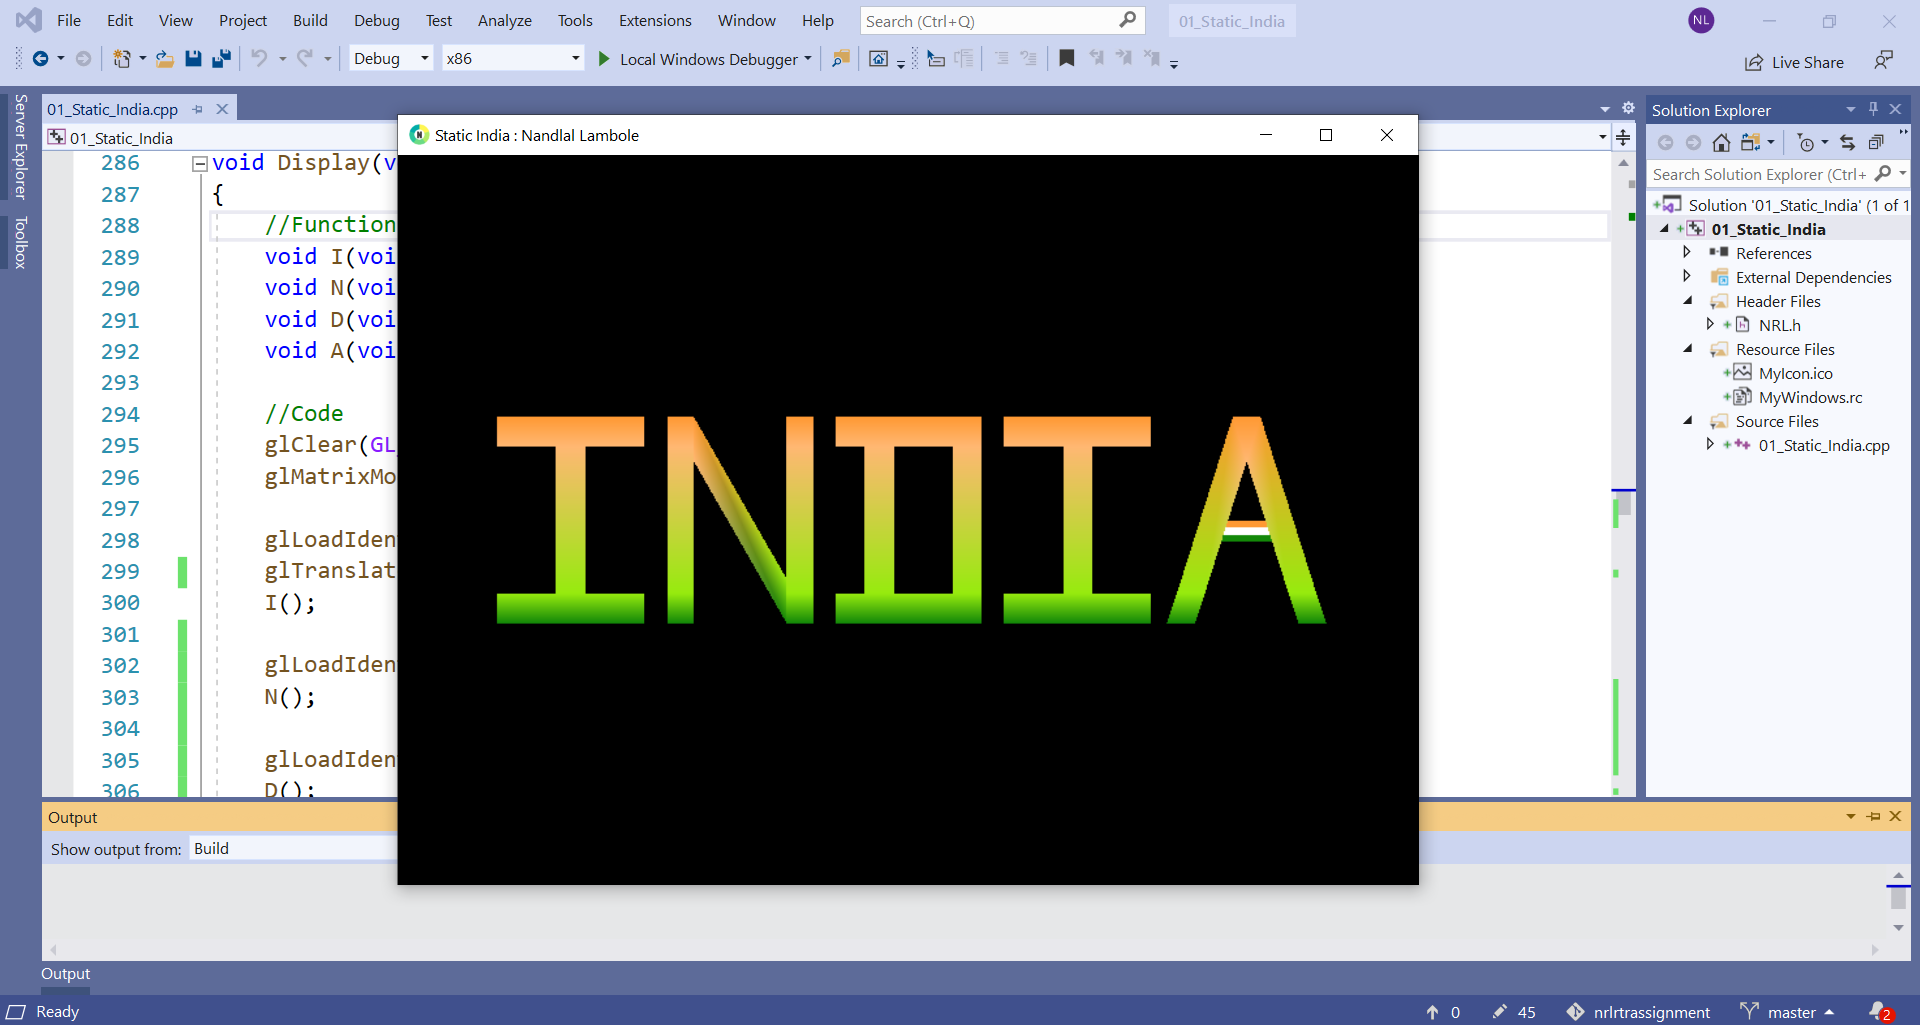 File Edit View Project Build Debug Test Analyze Tools Extensions Window Help Search (Ctrl+Q) 01_Static_India NL
Debug x86 Local Windows Debugger Live Share
Server Explorer
Toolbox
01_Static_India.cpp
01_Static_India
286 void Display(v
287 {
288 //Function
289 void I(voi
290 void N(voi
291 void D(voi
292 void A(voi
293
294 //Code
295 glClear(GL
296 glMatrixMo
297
298 glLoadIden
299 glTranslat
300 I();
301
302 glLoadIden
303 N();
304
305 glLoadIden
306 D();
Static India : Nandlal Lambole
INDIA
Solution Explorer
Search Solution Explorer (Ctrl+
Solution '01_Static_India' (1 of 1
01_Static_India
References
External Dependencies
Header Files
NRL.h
Resource Files
MyIcon.ico
MyWindows.rc
Source Files
01_Static_India.cpp
Output
Show output from: Build
Output
Ready 0 45 nrlrtrassignment master 2